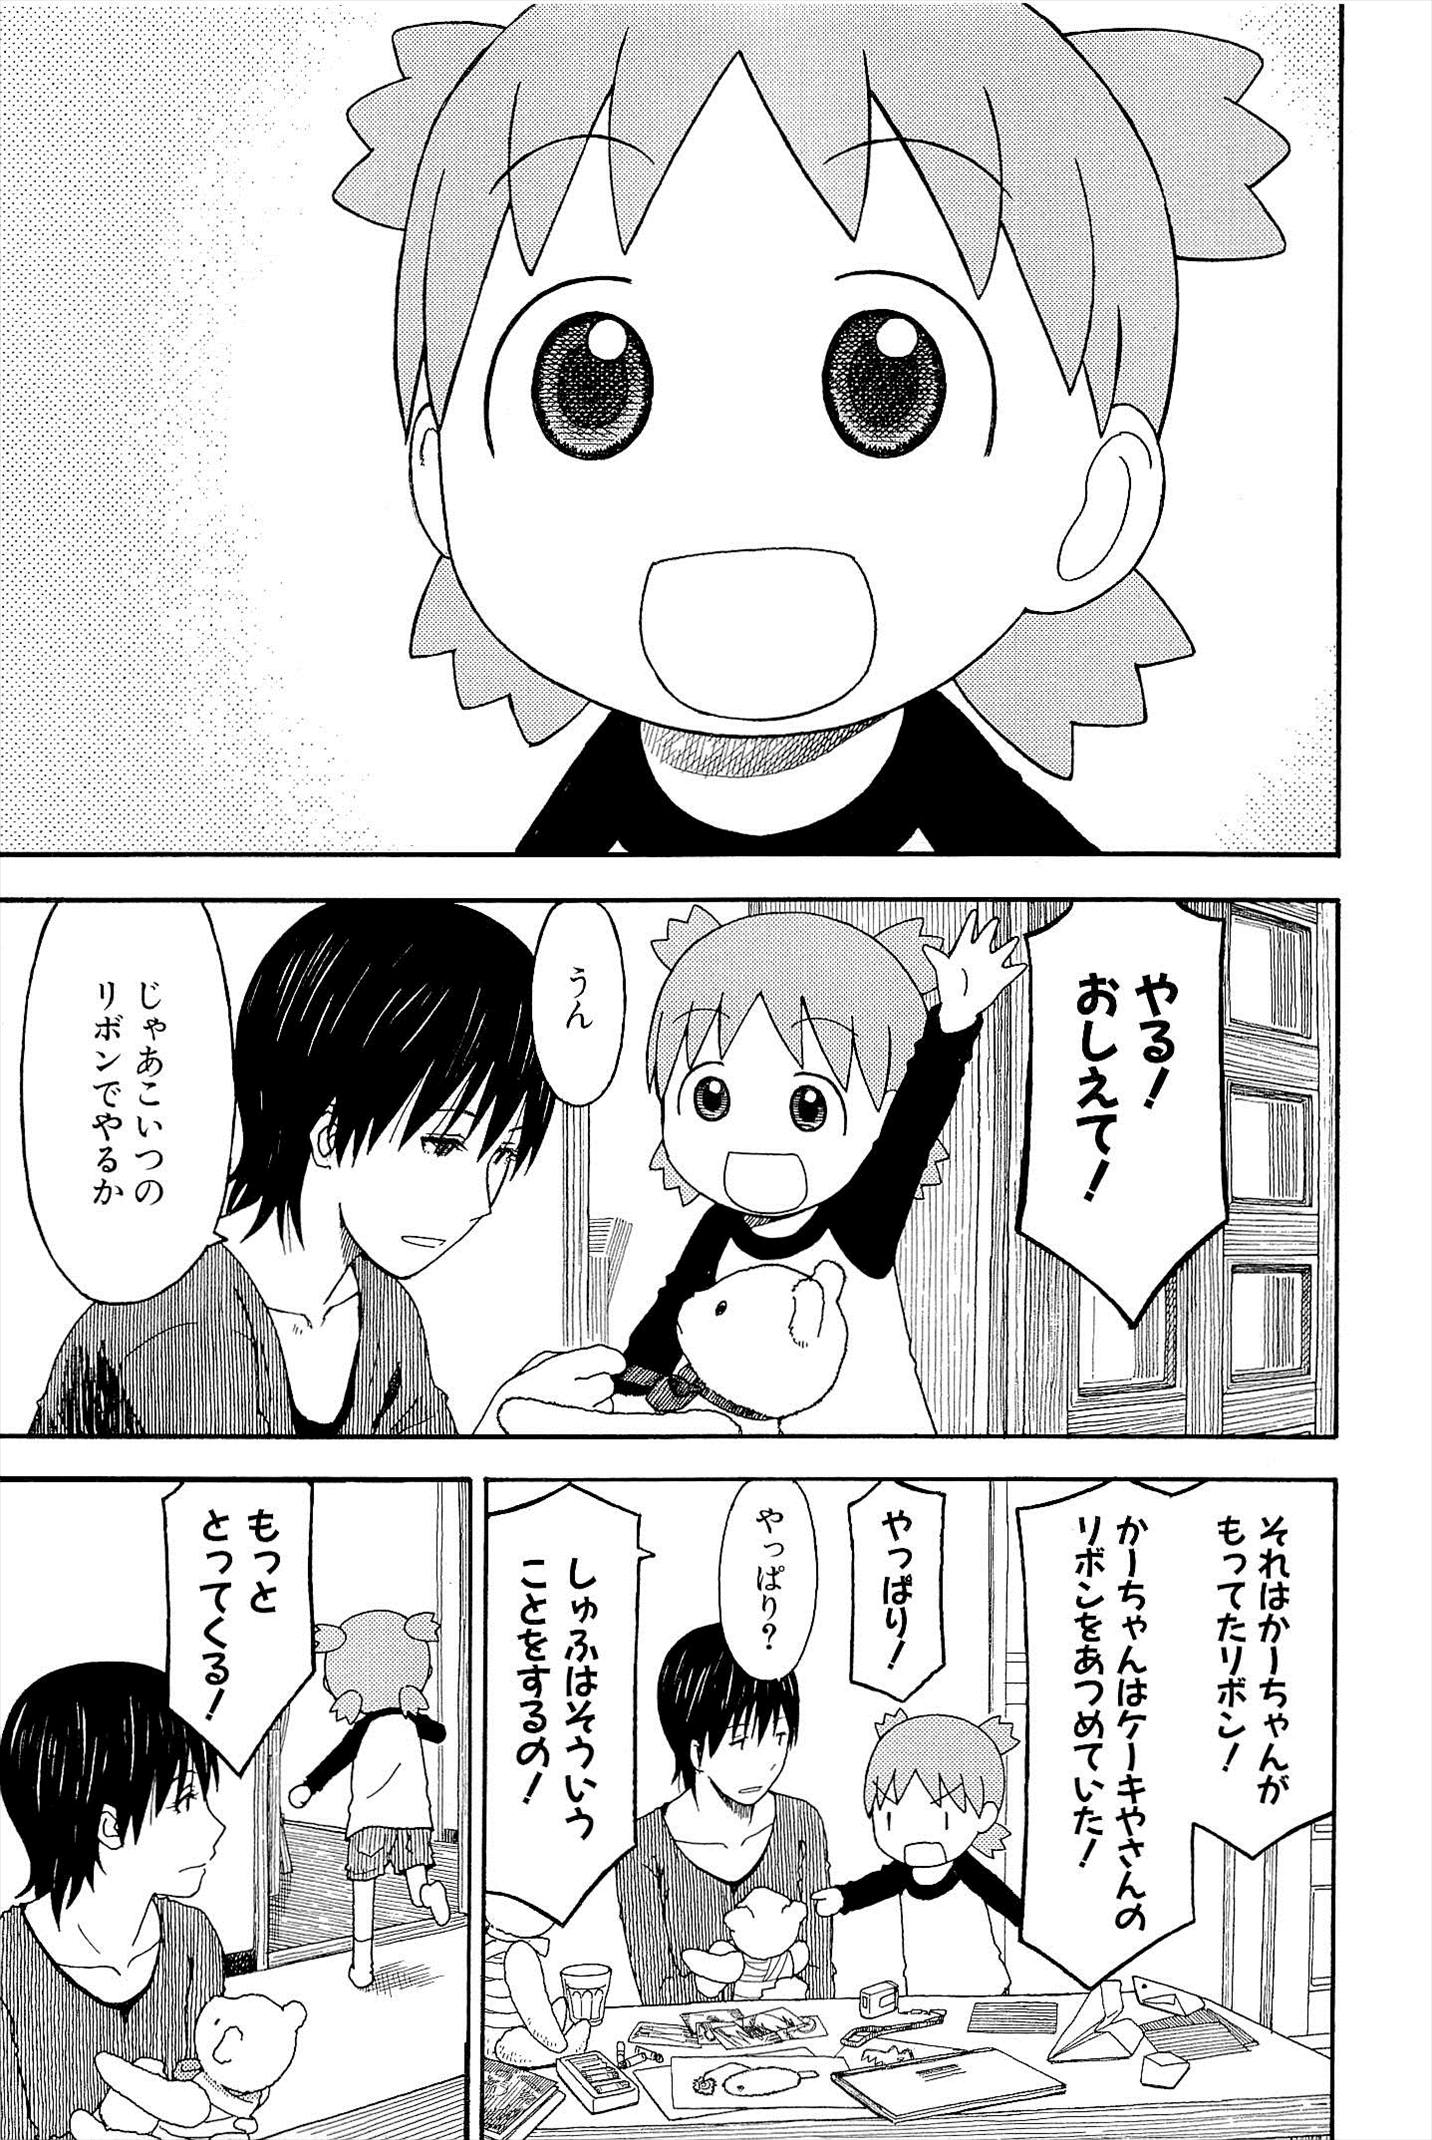 やる！
おしえて！
うん
じゃあこいつの
リボンでやるか
それはかーちゃんが
もってたリボン！
かーちゃんはケーキやさんの
リボンをあつめていた！
やっぱり！
やっぱり？
しゅふはそういう
ことをするの！
もっと
とってくる！